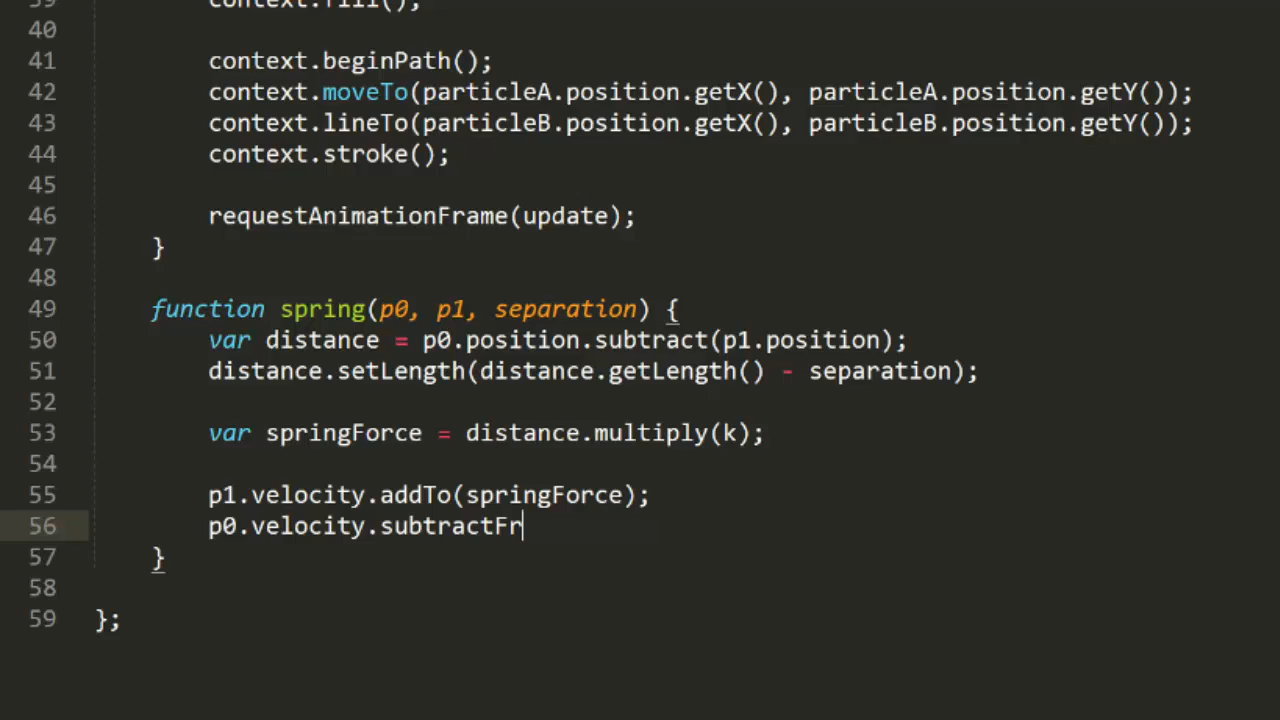 39 context.fill();
40
41 context.beginPath();
42 context.moveTo(particleA.position.getX(), particleA.position.getY());
43 context.lineTo(particleB.position.getX(), particleB.position.getY());
44 context.stroke();
45
46 requestAnimationFrame(update);
47 }
48
49 function spring(p0, p1, separation) {
50 var distance = p0.position.subtract(p1.position);
51 distance.setLength(distance.getLength() - separation);
52
53 var springForce = distance.multiply(k);
54
55 p1.velocity.addTo(springForce);
56 p0.velocity.subtractFr
57 }
58
59 };